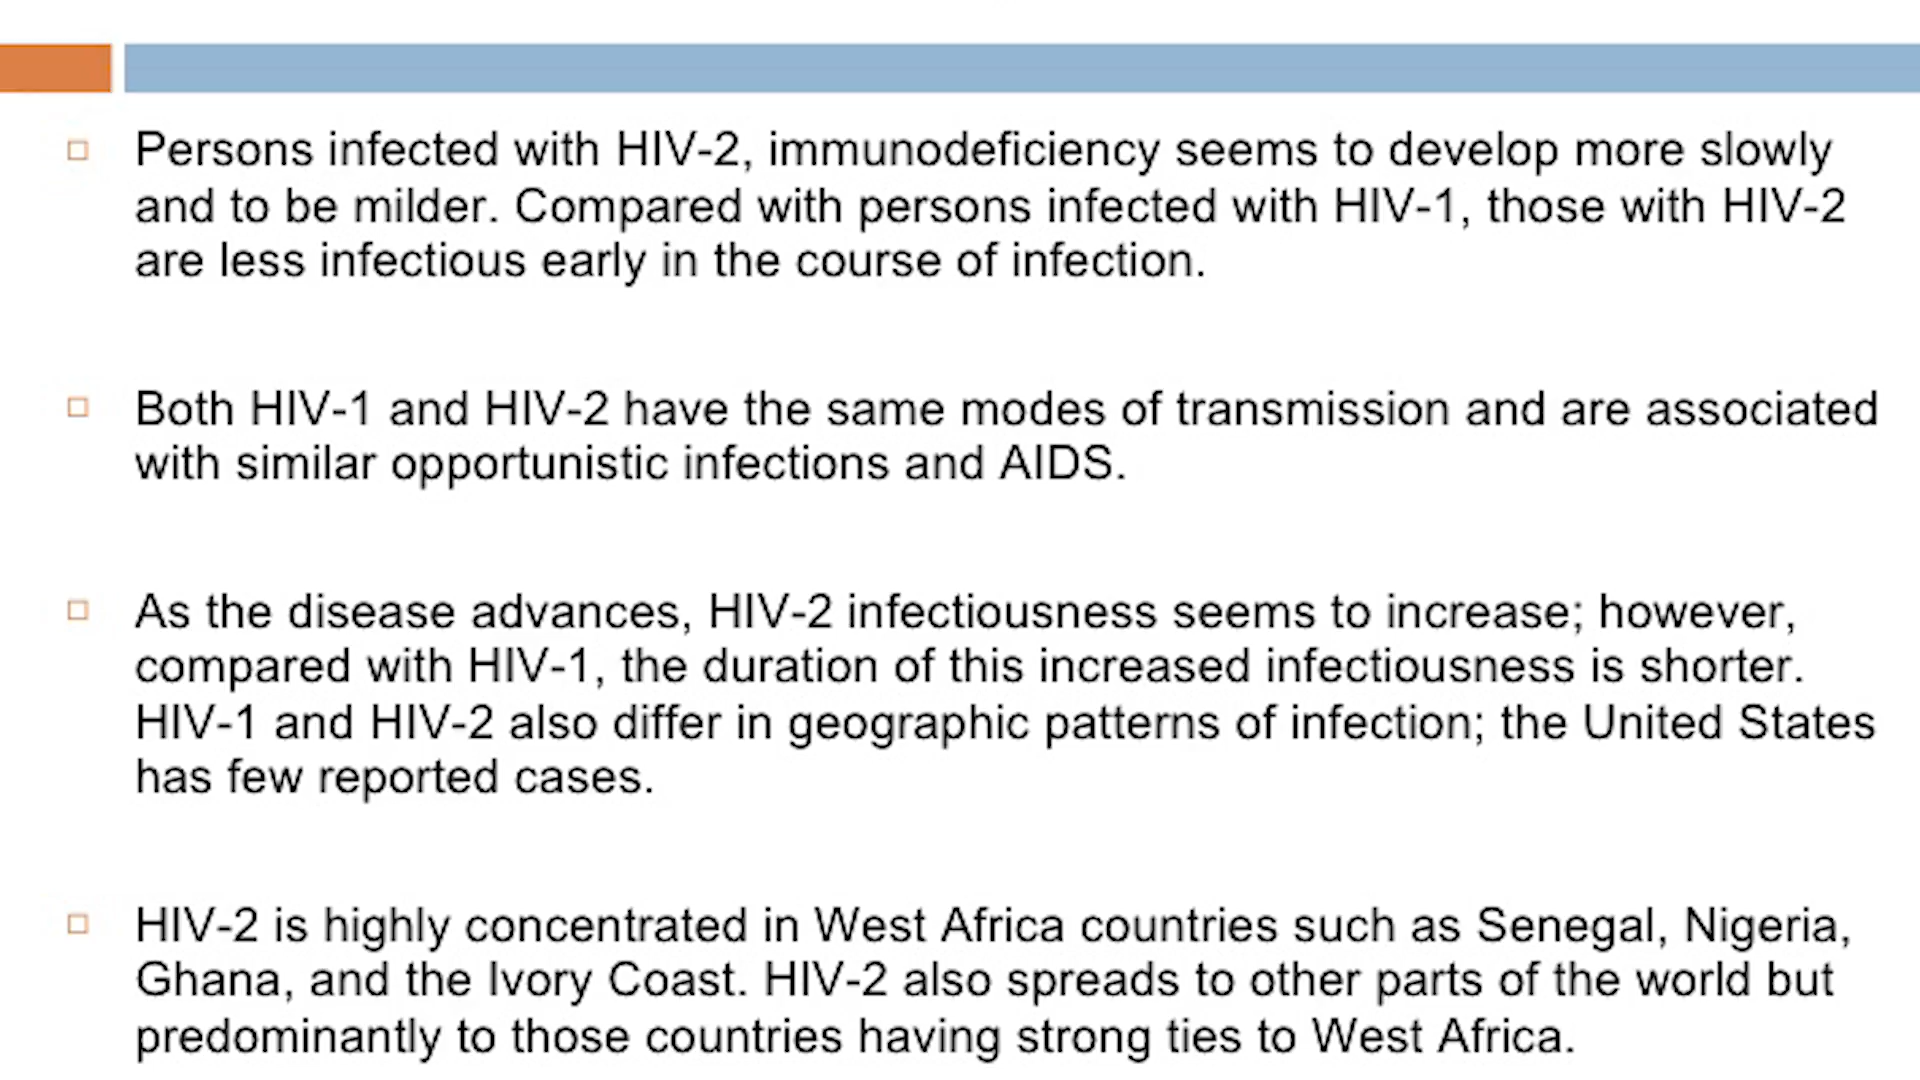 Persons infected with HIV-2, immunodeficiency seems to develop more slowly
and to be milder. Compared with persons infected with HIV-1, those with HIV-2
are less infectious early in the course of infection.
Both HIV-1 and HIV-2 have the same modes of transmission and are associated
with similar opportunistic infections and AIDS.
As the disease advances, HIV-2 infectiousness seems to increase; however,
compared with HIV-1, the duration of this increased infectiousness is shorter.
HIV-1 and HIV-2 also differ in geographic patterns of infection; the United States
has few reported cases.
HIV-2 is highly concentrated in West Africa countries such as Senegal, Nigeria,
Ghana, and the Ivory Coast. HIV-2 also spreads to other parts of the world but
predominantly to those countries having strong ties to West Africa.